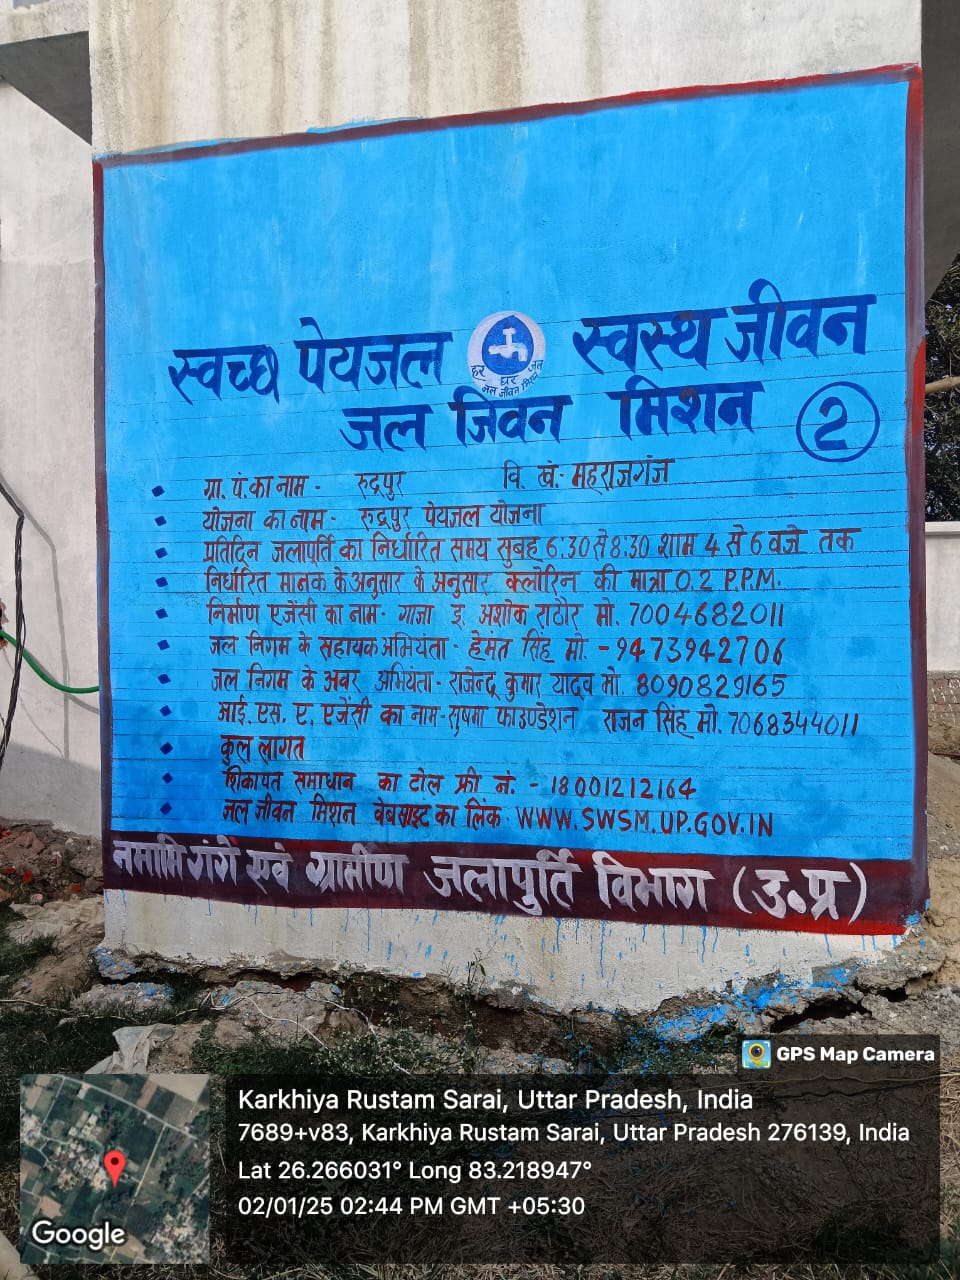 स्वच्छ पेयजल स्वस्थ जीवन
हर घर जल
जल जीवन मिशन
जल जिवन मिशन 2
ग्रा. पं. का नाम - रुद्रपुर वि. खं.- महराजगंज
योजना का नाम- रुद्रपुर पेयजल योजना
प्रतिदिन जलापूर्ति का निर्धारित समय सुबह 6:30 से 8:30 शाम 4 से 6 वजे तक
निर्धारित मानक के अनुसार के अनुसार क्लोरिन की मात्रा 0.2 P.P.M.
निर्माण एजेंसी का नाम- गाजा इ. अशोक राठौर मो. 7004682011
जल निगम के सहायक अभियंता - हेमंत सिंह मो. - 9473942706
जल निगम के अवर अभियंता- राजेन्द्र कुमार यादव मो. 8090829165
आई. एस. ए. एजेंसी का नाम - सुषमा फाउण्डेशन राजन सिंह मो. 7068344011
कुल लागत
शिकायत समाधान का टोल फ्री नं. - 18001212164
जल जीवन मिशन वेबसाइट का लिंक- WWW.SWSM.UP.GOV.IN
नमामि गंगे एवं ग्रामीण जलापुर्ति विभाग (उ.प्र)
GPS Map Camera
Karkhiya Rustam Sarai, Uttar Pradesh, India
7689+v83, Karkhiya Rustam Sarai, Uttar Pradesh 276139, India
Lat 26.266031° Long 83.218947°
02/01/25 02:44 PM GMT +05:30
Google